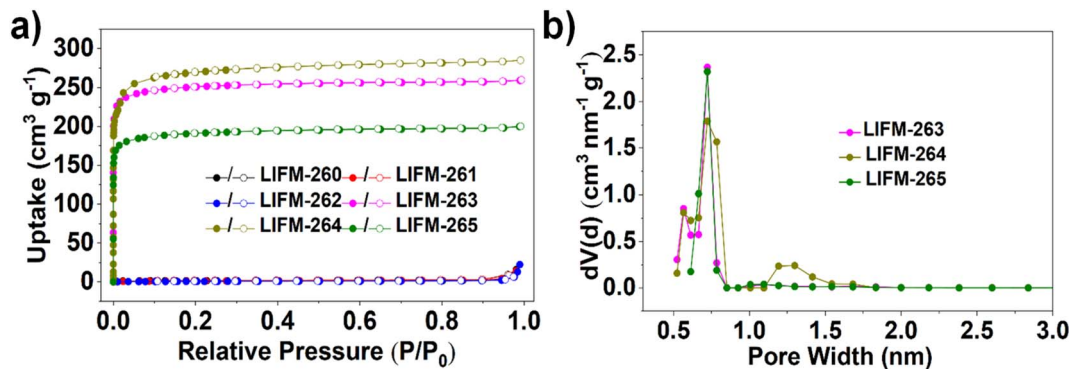 a)
Uptake (cm³ g⁻¹)
300
250
200
150
100
50
0
LIFM-260
LIFM-261
LIFM-262
LIFM-263
LIFM-264
LIFM-265
0.0 0.2 0.4 0.6 0.8 1.0
Relative Pressure (P/P₀)
b)
dV(d) (cm³ nm⁻¹ g⁻¹)
2.5
2.0
1.5
1.0
0.5
0.0
LIFM-263
LIFM-264
LIFM-265
0.5 1.0 1.5 2.0 2.5 3.0
Pore Width (nm)